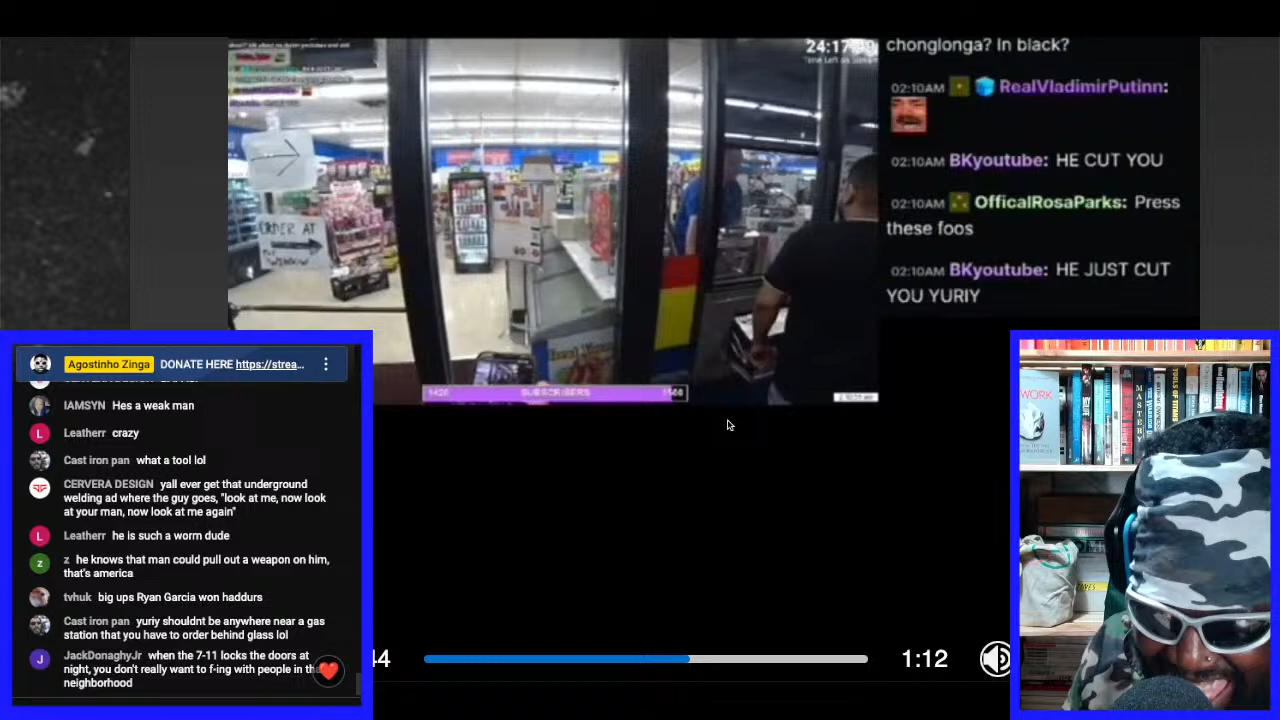 24:17
chonglonga? In black?
02:10AM RealVladimirPutinn:
02:10AM BKyoutube: HE CUT YOU
02:10AM OfficalRosaParks: Press
these foos
02:10AM BKyoutube: HE JUST CUT
YOU YURIY
ORDER AT
WINDOW
SUBSCRIBERS
Agostinho Zinga DONATE HERE https://strea...
IAMSYN Hes a weak man
Leatherr crazy
Cast iron pan what a tool lol
CERVERA DESIGN yall ever get that underground
welding ad where the guy goes, "look at me, now look
at your man, now look at me again"
Leatherr he is such a worm dude
z he knows that man could pull out a weapon on him,
that's america
tvhuk big ups Ryan Garcia won haddurs
Cast iron pan yuriy shouldnt be anywhere near a gas
station that you have to order behind glass lol
JackDonaghyJr when the 7-11 locks the doors at
night, you don't really want to f-ing with people in the
neighborhood
44
1:12
WORK
MASTERY
TOOLS OF TITANS